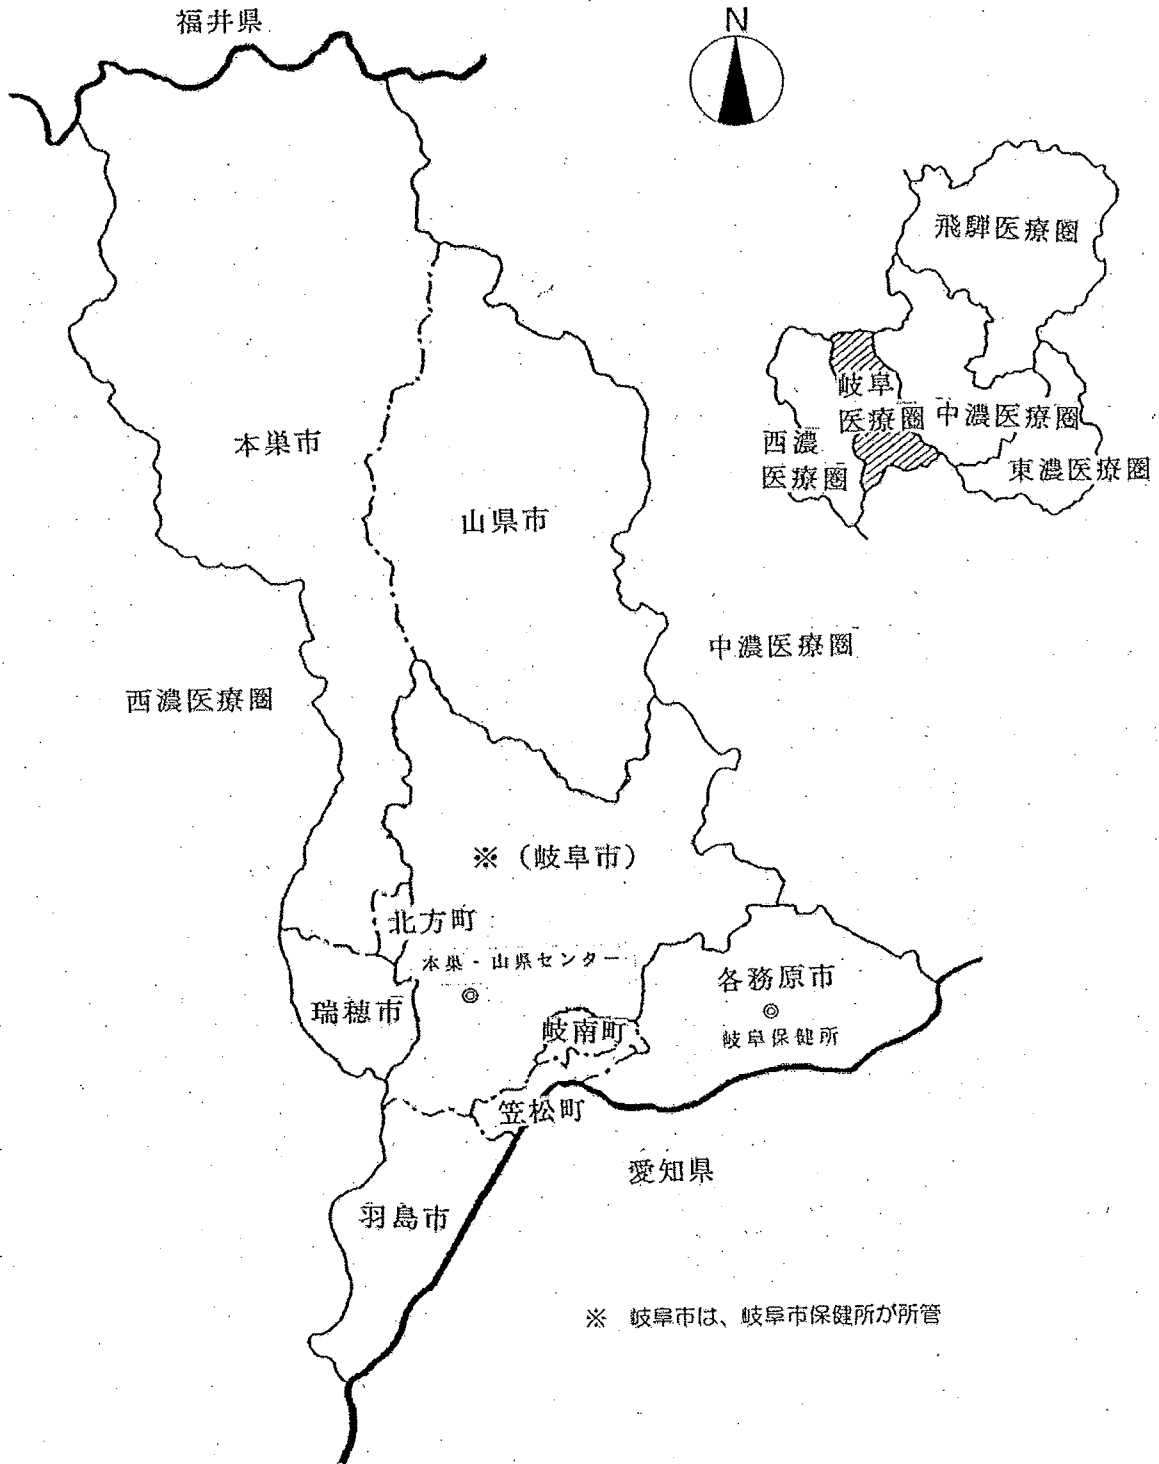 福井県
N
飛騨医療圏
岐阜
医療圏
中濃医療圏
西濃
医療圏
東濃医療圏
本巣市
山県市
中濃医療圏
西濃医療圏
※（岐阜市）
北方町
本巣・山県センター
◎
各務原市
◎
岐阜保健所
瑞穂市
岐南町
笠松町
愛知県
羽島市
※　岐阜市は、岐阜市保健所が所管